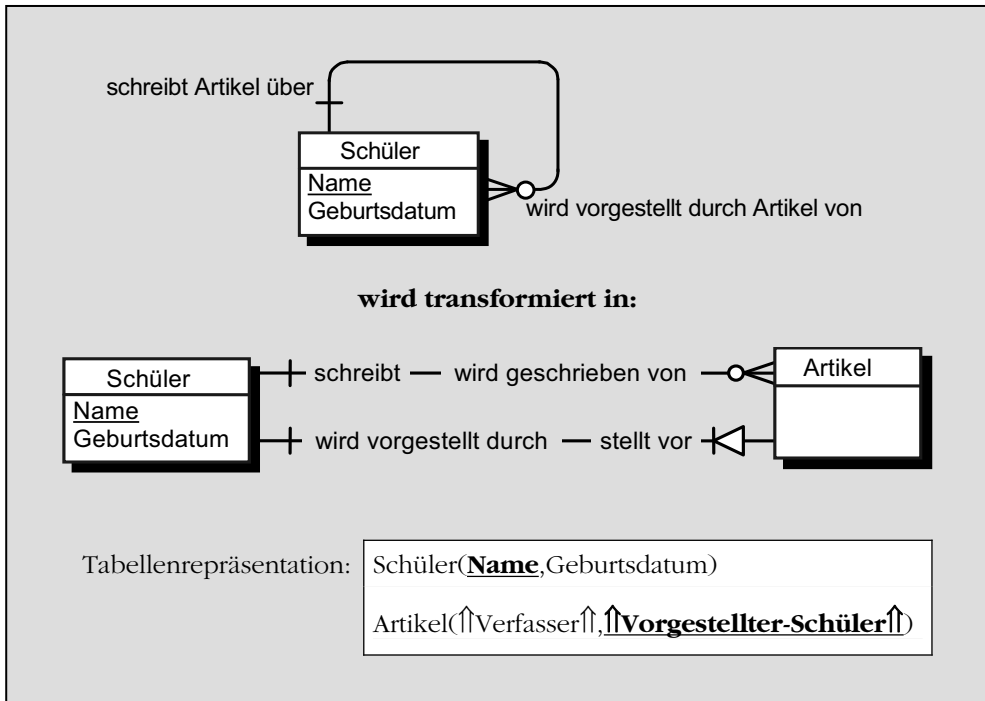 schreibt Artikel über
Schüler
Name
Geburtsdatum
wird vorgestellt durch Artikel von
wird transformiert in:
Schüler
Name
Geburtsdatum
schreibt
wird geschrieben von
Artikel
wird vorgestellt durch
stellt vor
Tabellenrepräsentation:
Schüler(Name,Geburtsdatum)
Artikel(⇑Verfasser⇑,⇑Vorgestellter-Schüler⇑)